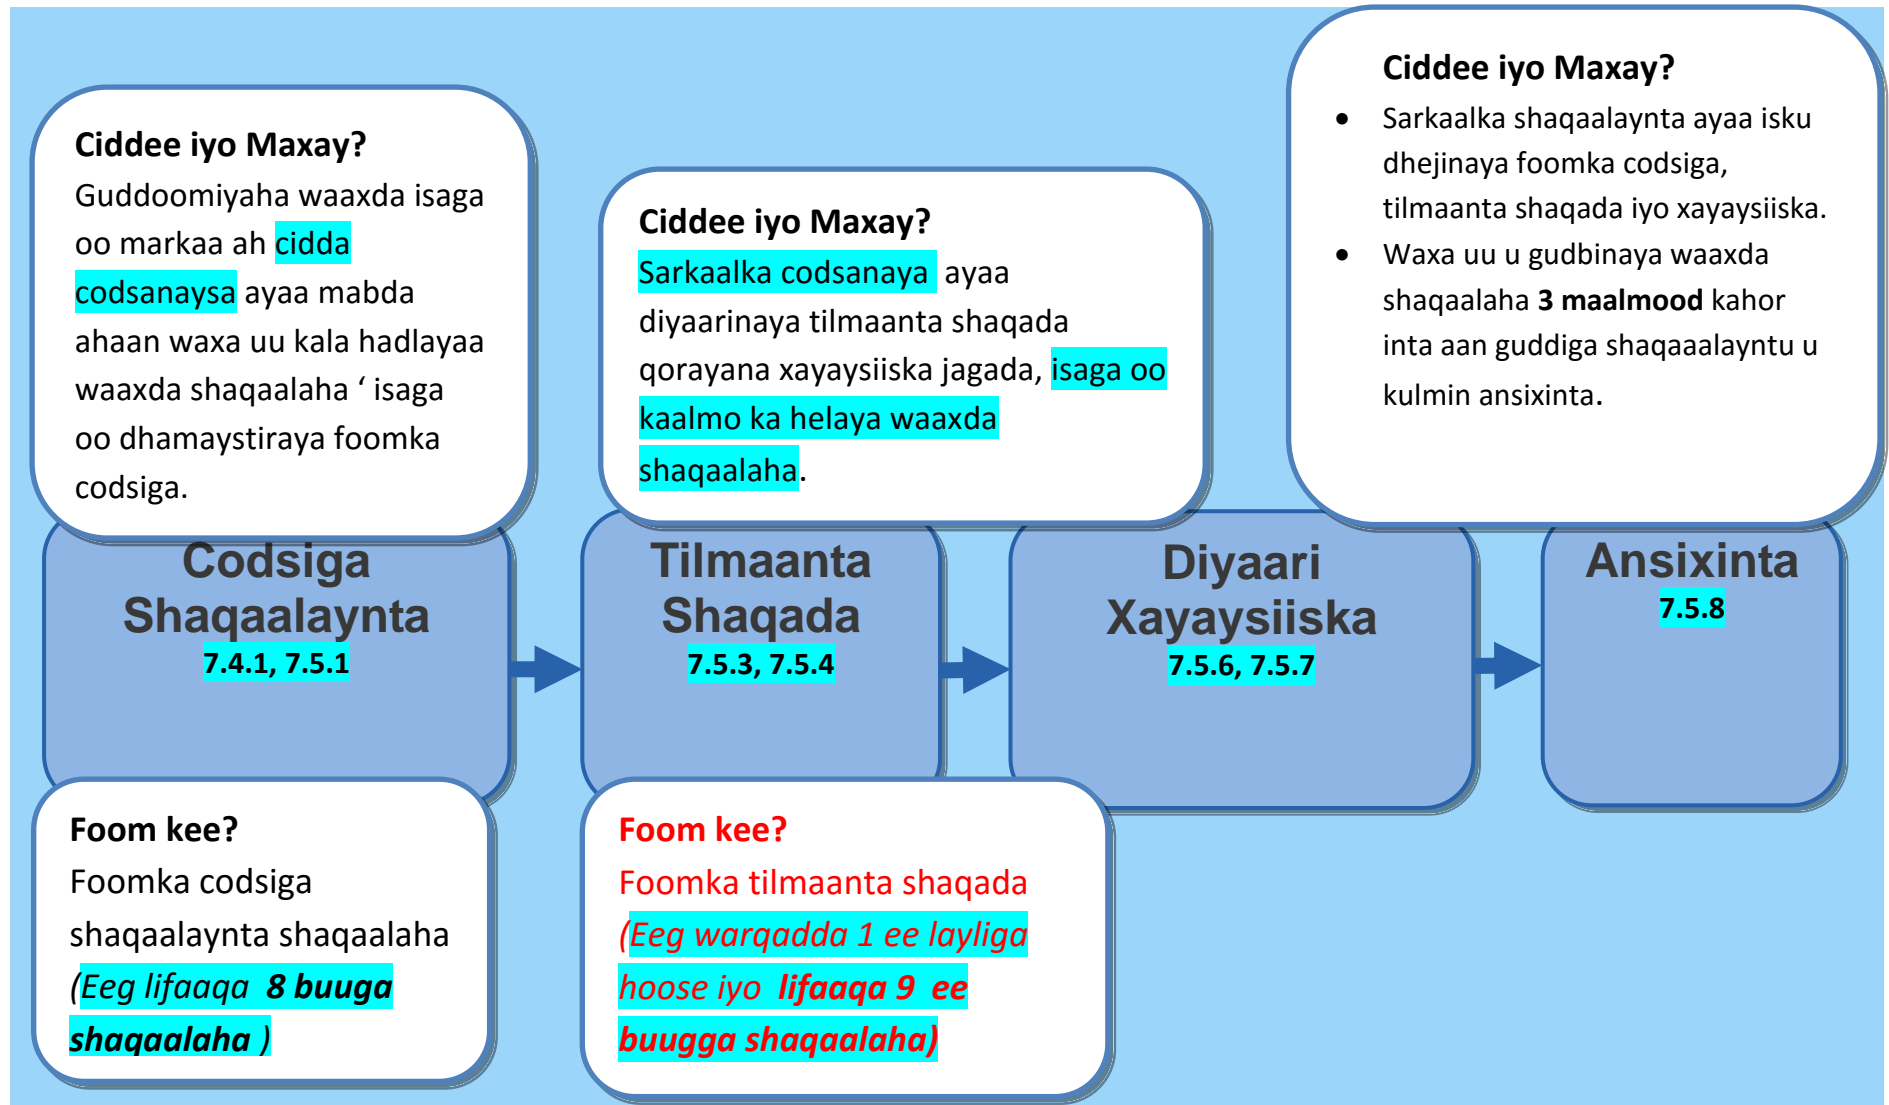 Ciddee iyo Maxay?
Guddoomiyaha waaxda isaga
oo markaa ah cidda
codsanaysa ayaa mabda
ahaan waxa uu kala hadlayaa
waaxda shaqaalaha ‘ isaga
oo dhamaystiraya foomka
codsiga.
Ciddee iyo Maxay?
Sarkaalka codsanaya ayaa
diyaarinaya tilmaanta shaqada
qorayana xayaysiiska jagada, isaga oo
kaalmo ka helaya waaxda
shaqaalaha.
Ciddee iyo Maxay?
• Sarkaalka shaqaalaynta ayaa isku
dhejinaya foomka codsiga,
tilmaanta shaqada iyo xayaysiiska.
• Waxa uu u gudbinaya waaxda
shaqaalaha 3 maalmood kahor
inta aan guddiga shaqaaalayntu u
kulmin ansixinta.
Codsiga
Shaqaalaynta
7.4.1, 7.5.1
Tilmaanta
Shaqada
7.5.3, 7.5.4
Diyaari
Xayaysiiska
7.5.6, 7.5.7
Ansixinta
7.5.8
Foom kee?
Foomka codsiga
shaqaalaynta shaqaalaha
(Eeg lifaaqa 8 buuga
shaqaalaha )
Foom kee?
Foomka tilmaanta shaqada
(Eeg warqadda 1 ee layliga
hoose iyo lifaaqa 9 ee
buugga shaqaalaha)